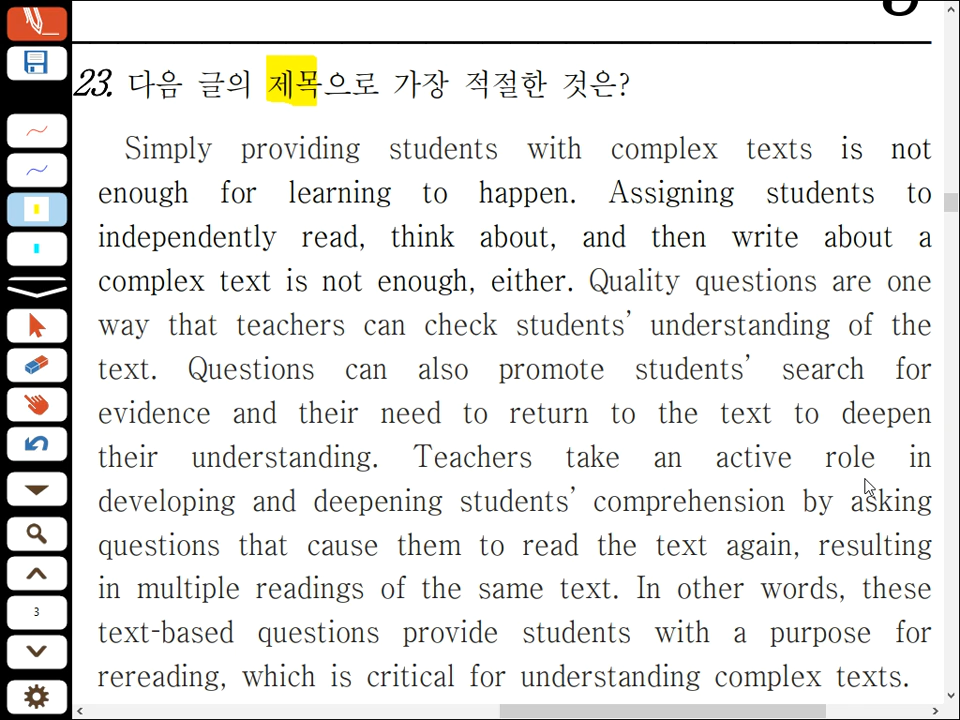 23. 다음 글의 제목으로 가장 적절한 것은?
Simply providing students with complex texts is not
enough for learning to happen. Assigning students to
independently read, think about, and then write about a
complex text is not enough, either. Quality questions are one
way that teachers can check students' understanding of the
text. Questions can also promote students' search for
evidence and their need to return to the text to deepen
their understanding. Teachers take an active role in
developing and deepening students' comprehension by asking
questions that cause them to read the text again, resulting
in multiple readings of the same text. In other words, these
text-based questions provide students with a purpose for
rereading, which is critical for understanding complex texts.
3